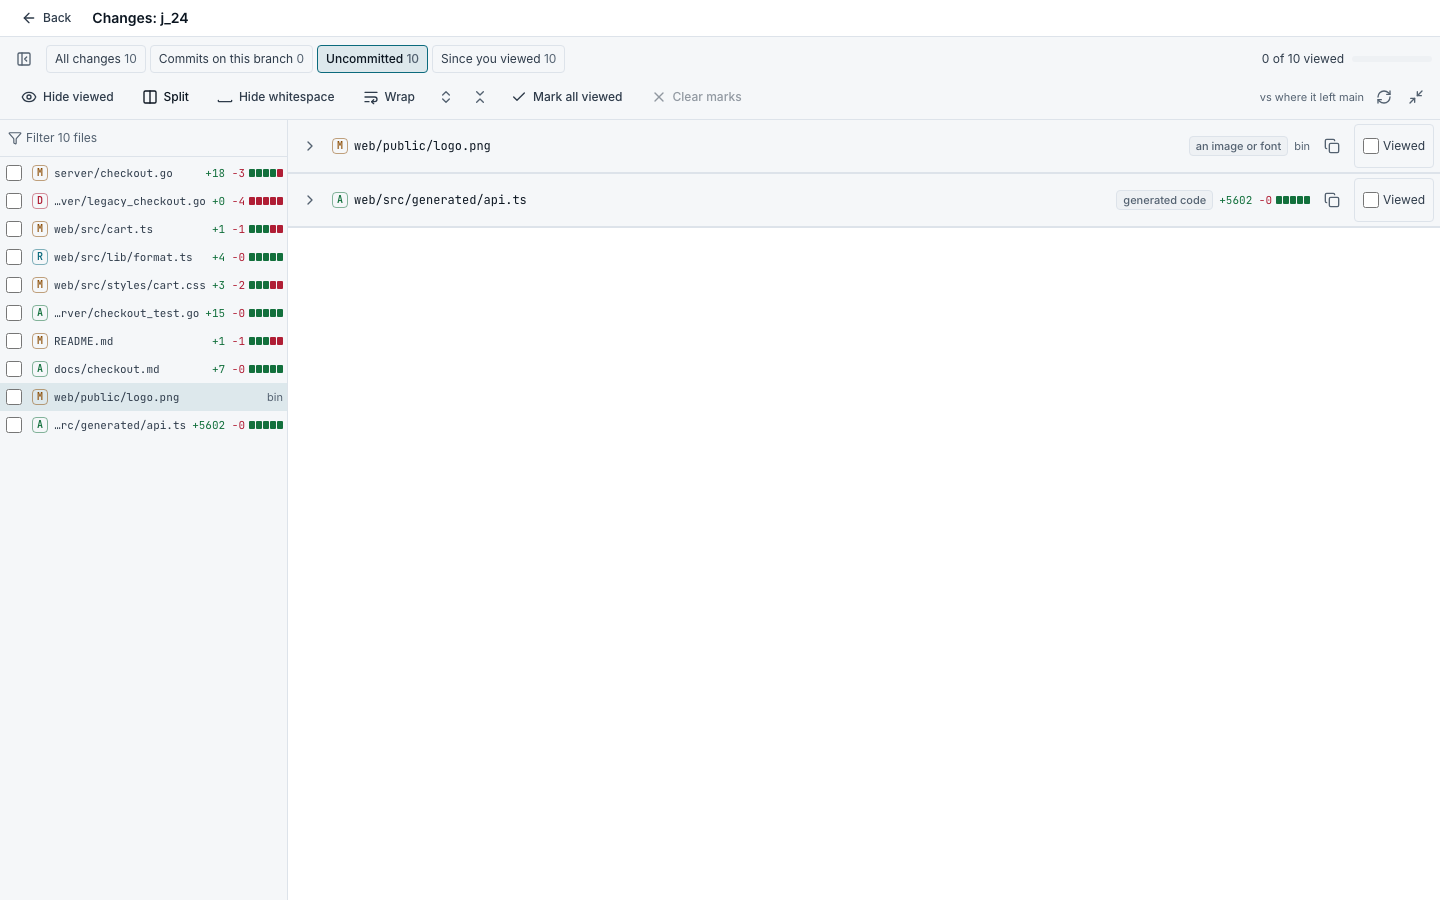 Back Changes: j_24
All changes 10 Commits on this branch 0 Uncommitted 10 Since you viewed 10 0 of 10 viewed
Hide viewed Split Hide whitespace Wrap Mark all viewed Clear marks vs where it left main
Filter 10 files
M server/checkout.go +18 -3
D …ver/legacy_checkout.go +0 -4
M web/src/cart.ts +1 -1
R web/src/lib/format.ts +4 -0
M web/src/styles/cart.css +3 -2
A …rver/checkout_test.go +15 -0
M README.md +1 -1
A docs/checkout.md +7 -0
M web/public/logo.png bin
A …rc/generated/api.ts +5602 -0
M web/public/logo.png an image or font bin Viewed
A web/src/generated/api.ts generated code +5602 -0 Viewed